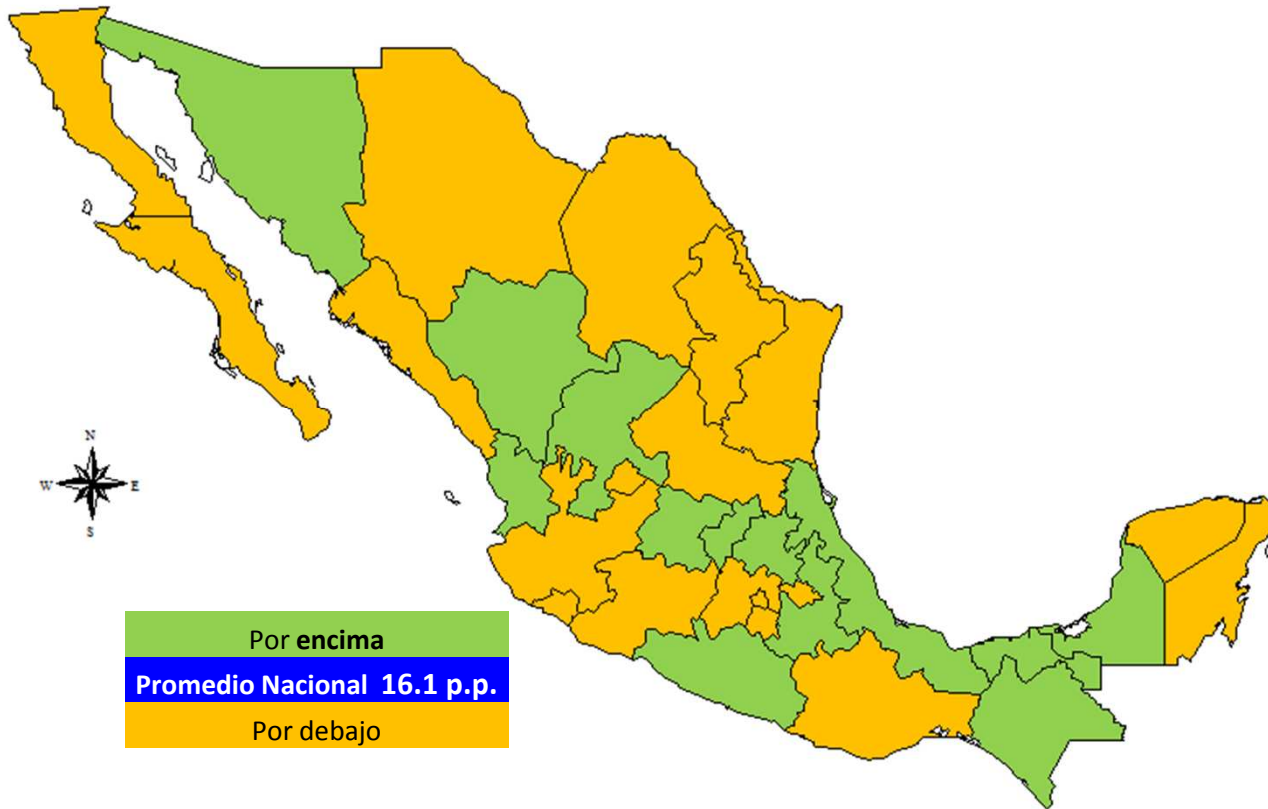 N
W E
S
Por encima
Promedio Nacional 16.1 p.p.
Por debajo